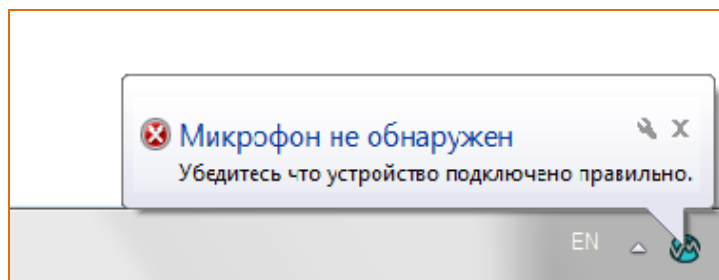 Микрофон не обнаружен
Убедитесь что устройство подключено правильно.
EN